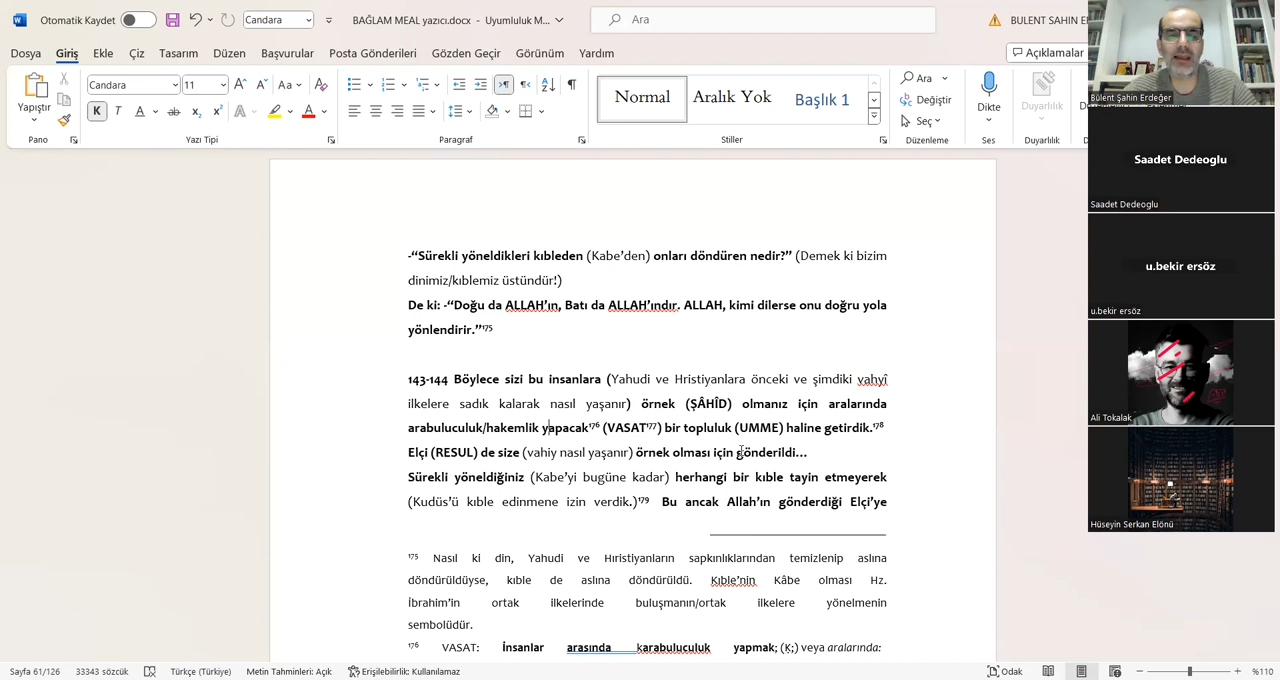 Otomatik Kaydet
Candara
BAĞLAM MEAL yazıcı.docx - Uyumluluk M...
Ara
BULENT SAHIN
Dosya Giriş Ekle Çiz Tasarım Düzen Başvurular Posta Gönderileri Gözden Geçir Görünüm Yardım
Açıklamalar
Yapıştır
Candara 11
Aa
K T A ab x₂ x² A A
Normal Aralık Yok Başlık 1
Ara
Değiştir
Seç
Dikte
Duyarlılık
Pano Yazı Tipi Paragraf Stiller Düzenleme Ses Duyarlılık
-“Sürekli yöneldikleri kıbleden (Kabe’den) onları döndüren nedir?” (Demek ki bizim
dinimiz/kıblemiz üstündür!)
De ki: -“Doğu da ALLAH’ın, Batı da ALLAH’ındır. ALLAH, kimi dilerse onu doğru yola
yönlendirir.”¹⁷⁵
143-144 Böylece sizi bu insanlara (Yahudi ve Hristiyanlara önceki ve şimdiki vahyî
ilkelere sadık kalarak nasıl yaşanır) örnek (ŞÂHÎD) olmanız için aralarında
arabuluculuk/hakemlik yapacak¹⁷⁶ (VASAT¹⁷⁷) bir topluluk (UMME) haline getirdik.¹⁷⁸
Elçi (RESUL) de size (vahiy nasıl yaşanır) örnek olması için gönderildi...
Sürekli yöneldiğiniz (Kabe’yi bugüne kadar) herhangi bir kıble tayin etmeyerek
(Kudüs’ü kıble edinmene izin verdik.)¹⁷⁹ Bu ancak Allah’ın gönderdiği Elçi’ye
¹⁷⁵ Nasıl ki din, Yahudi ve Hıristiyanların sapkınlıklarından temizlenip aslına
döndürüldüyse, kıble de aslına döndürüldü. Kıble’nin Kâbe olması Hz.
İbrahim’in ortak ilkelerinde buluşmanın/ortak ilkelere yönelmenin
sembolüdür.
¹⁷⁶ VASAT: İnsanlar arasında karabuluculuk yapmak; (K;) veya aralarında:
Bülent Şahin Erdeğer
Saadet Dedeoglu
Saadet Dedeoglu
u.bekir ersöz
u.bekir ersöz
Ali Tokalak
Hüseyin Serkan Elönü
Sayfa 61/126 33343 sözcük Türkçe (Türkiye) Metin Tahminleri: Açık Erişilebilirlik: Kullanılamaz Odak %110